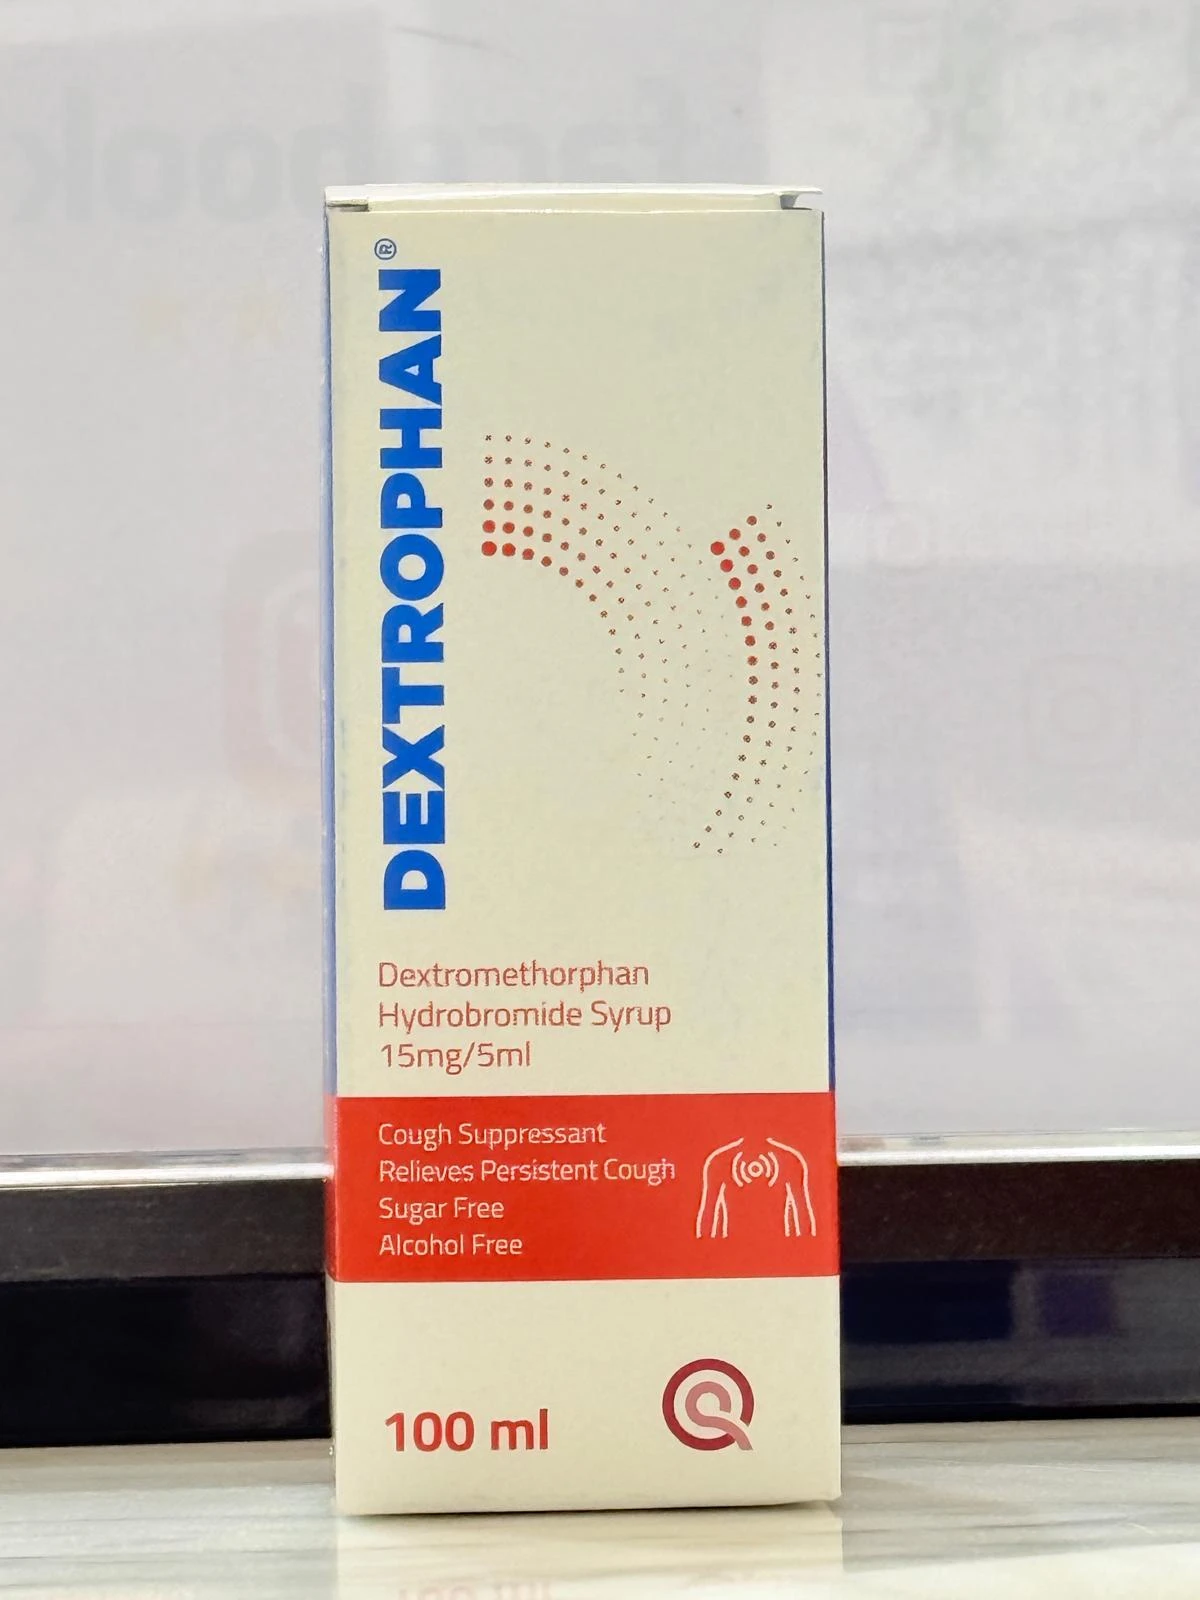 DEXTROPHAN®
Dextromethorphan
Hydrobromide Syrup
15mg/5ml
Cough Suppressant
Relieves Persistent Cough
Sugar Free
Alcohol Free
100 ml